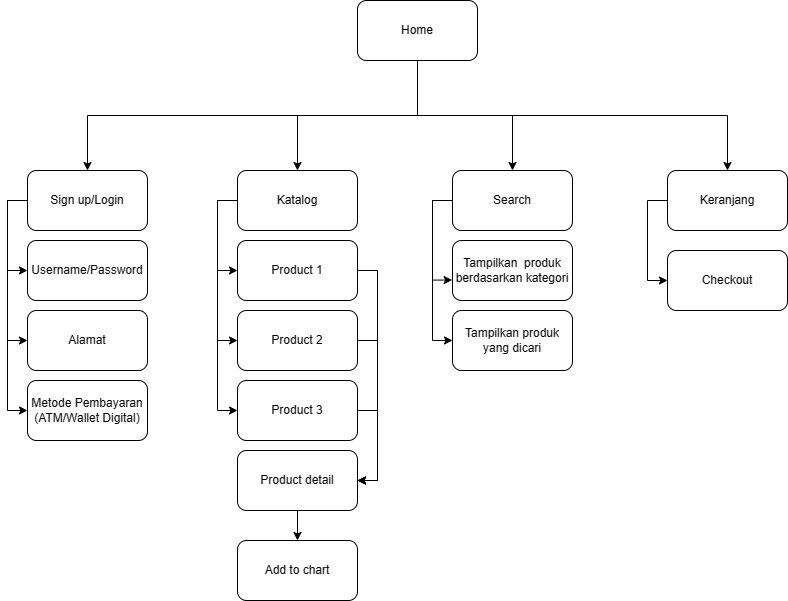 Home
Sign up/Login
Username/Password
Alamat
Metode Pembayaran
(ATM/Wallet Digital)
Katalog
Product 1
Product 2
Product 3
Product detail
Add to chart
Search
Tampilkan produk
berdasarkan kategori
Tampilkan produk
yang dicari
Keranjang
Checkout